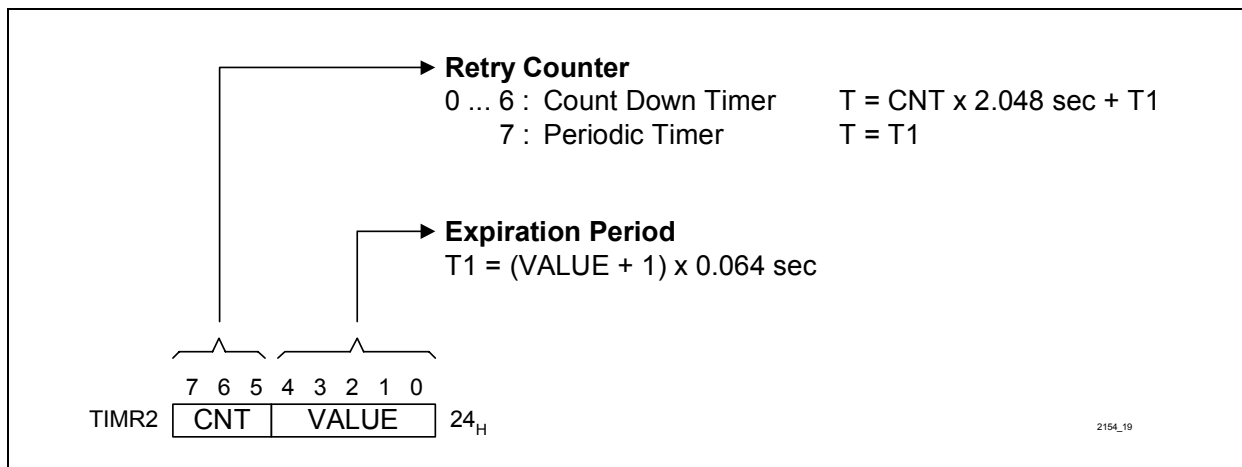 Retry Counter
0 ... 6 : Count Down Timer T = CNT x 2.048 sec + T1
7 : Periodic Timer T = T1
Expiration Period
T1 = (VALUE + 1) x 0.064 sec
7 6 5 4 3 2 1 0
TIMR2 CNT VALUE 24H
2154_19